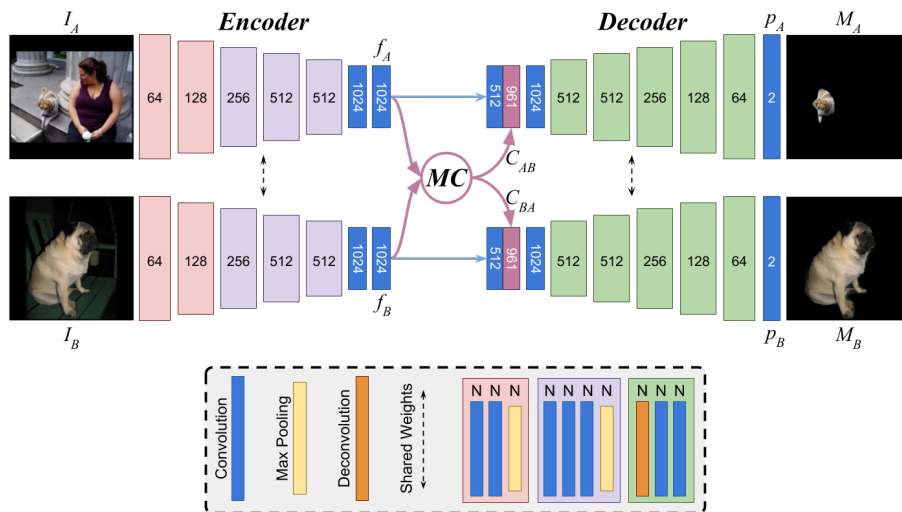 I_A Encoder f_A Decoder p_A M_A
64 128 256 512 512 1024 1024 512 961 1024 512 512 256 128 64 2
MC C_AB
C_BA
64 128 256 512 512 1024 1024 512 961 1024 512 512 256 128 64 2
I_B f_B p_B M_B
Convolution Max Pooling Deconvolution Shared Weights
N N N N N N N N N N